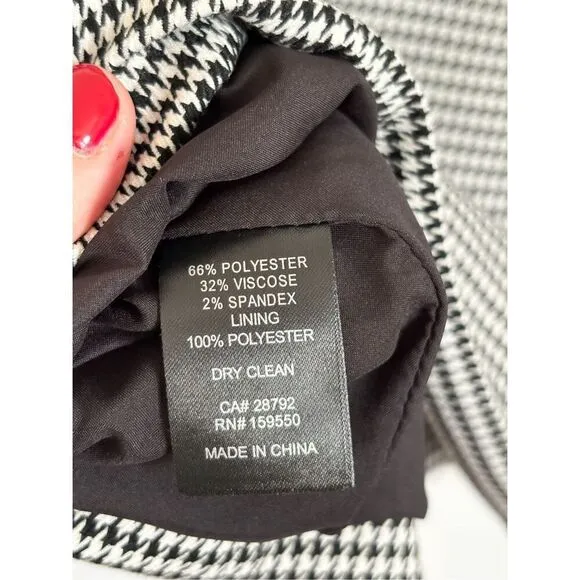 66% POLYESTER
32% VISCOSE
2% SPANDEX
LINING
100% POLYESTER
DRY CLEAN
CA# 28792
RN# 159550
MADE IN CHINA